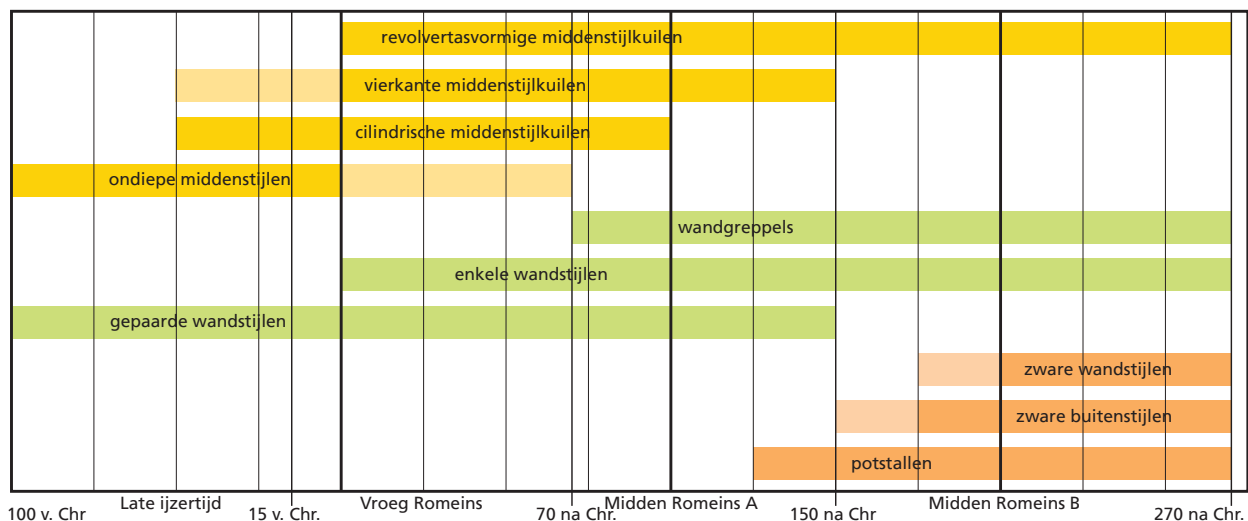 revolvertasvormige middenstijlkuilen
vierkante middenstijlkuilen
cilindrische middenstijlkuilen
ondiepe middenstijlen
wandgreppels
enkele wandstijlen
gepaarde wandstijlen
zware wandstijlen
zware buitenstijlen
potstallen
Late ijzertijd Vroeg Romeins Midden Romeins A Midden Romeins B
100 v. Chr 15 v. Chr. 70 na Chr. 150 na Chr 270 na Chr.